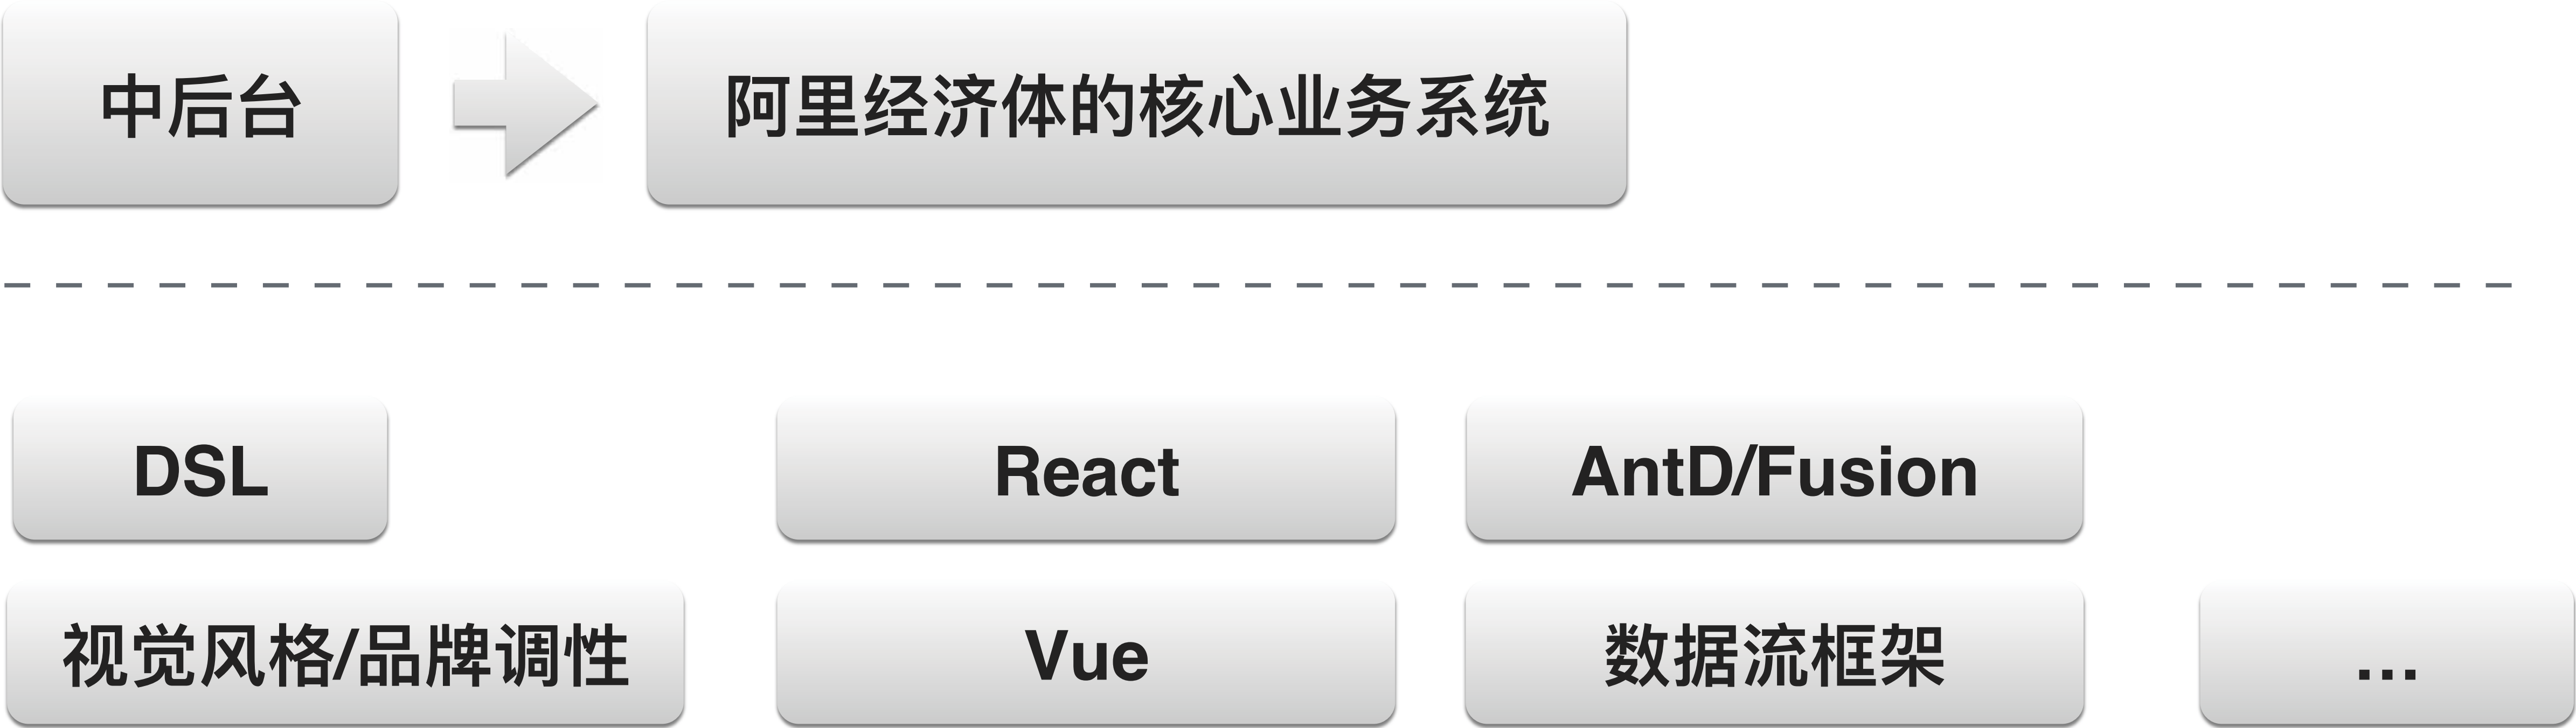 中后台
阿里经济体的核心业务系统
DSL
React
AntD/Fusion
视觉风格/品牌调性
Vue
数据流框架
...